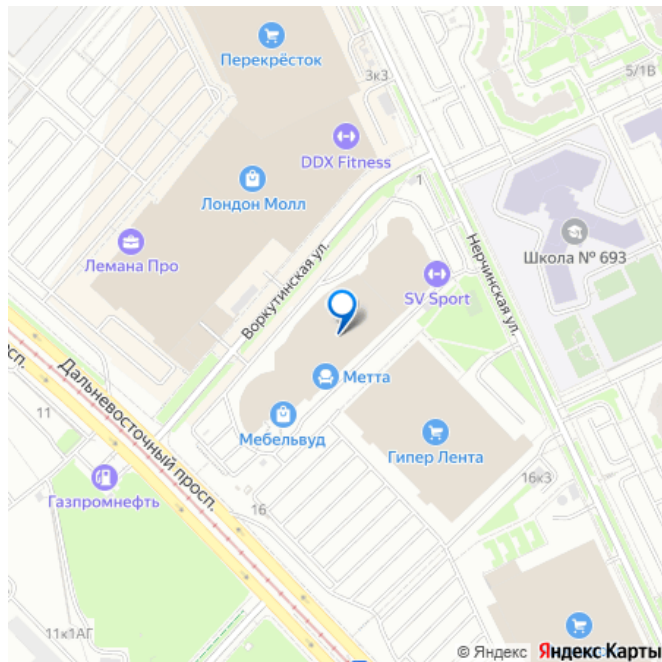 Перекрёсток
3к3
5/1В
DDX Fitness
Лондон Молл
1
Школа № 693
Лемана Про
Воркутинская ул.
Нерчинская ул.
SV Sport
просп.
Дальневосточный просп.
Метта
11
Мебельвуд
Гипер Лента
Газпромнефть
16к3
16
11к1АГ
© Яндекс Яндекс Карты